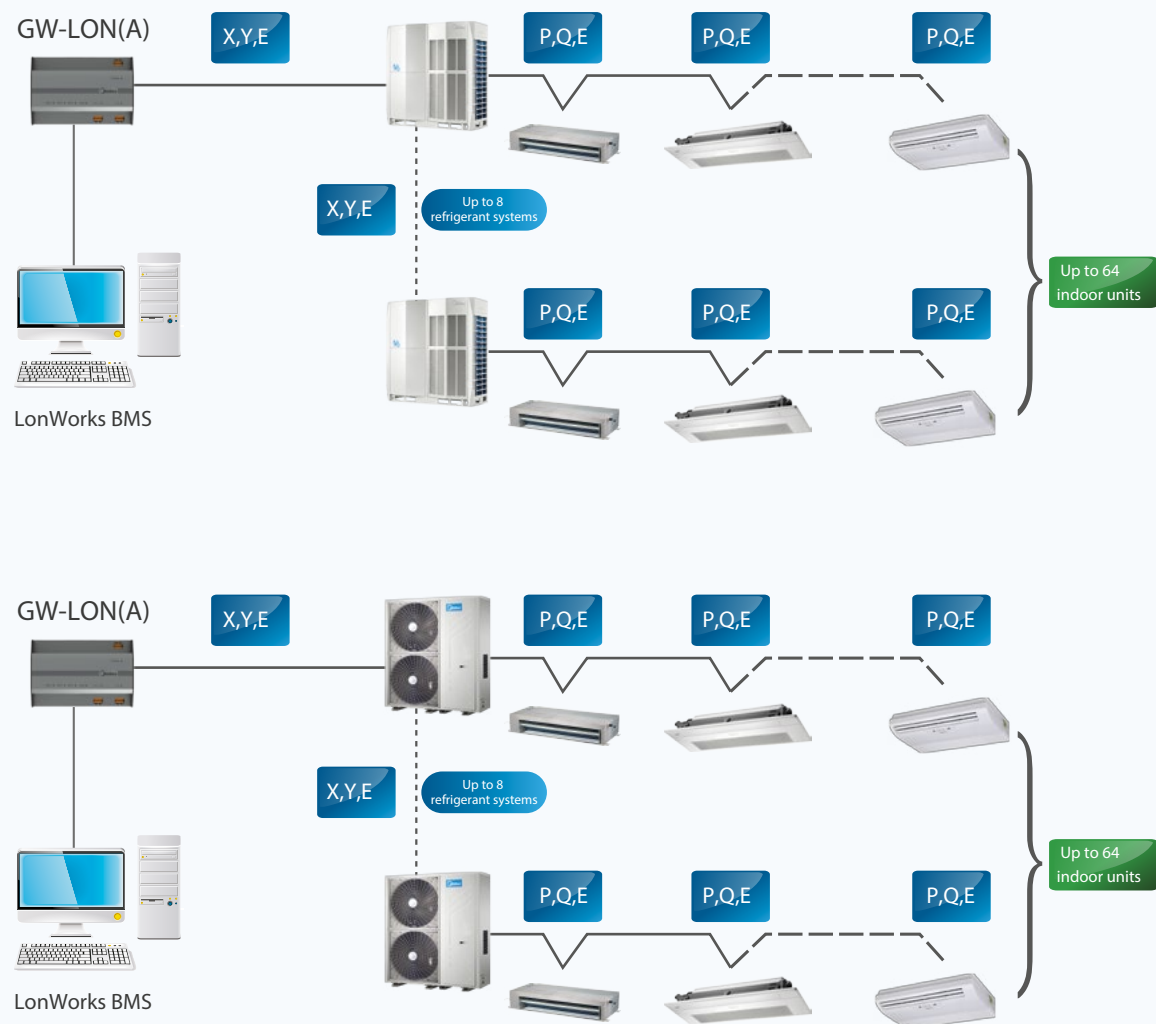 GW-LON(A)
X,Y,E
P,Q,E
P,Q,E
P,Q,E
X,Y,E
Up to 8
refrigerant systems
Up to 64
indoor units
P,Q,E
P,Q,E
P,Q,E
LonWorks BMS
GW-LON(A)
X,Y,E
P,Q,E
P,Q,E
P,Q,E
X,Y,E
Up to 8
refrigerant systems
Up to 64
indoor units
P,Q,E
P,Q,E
P,Q,E
LonWorks BMS